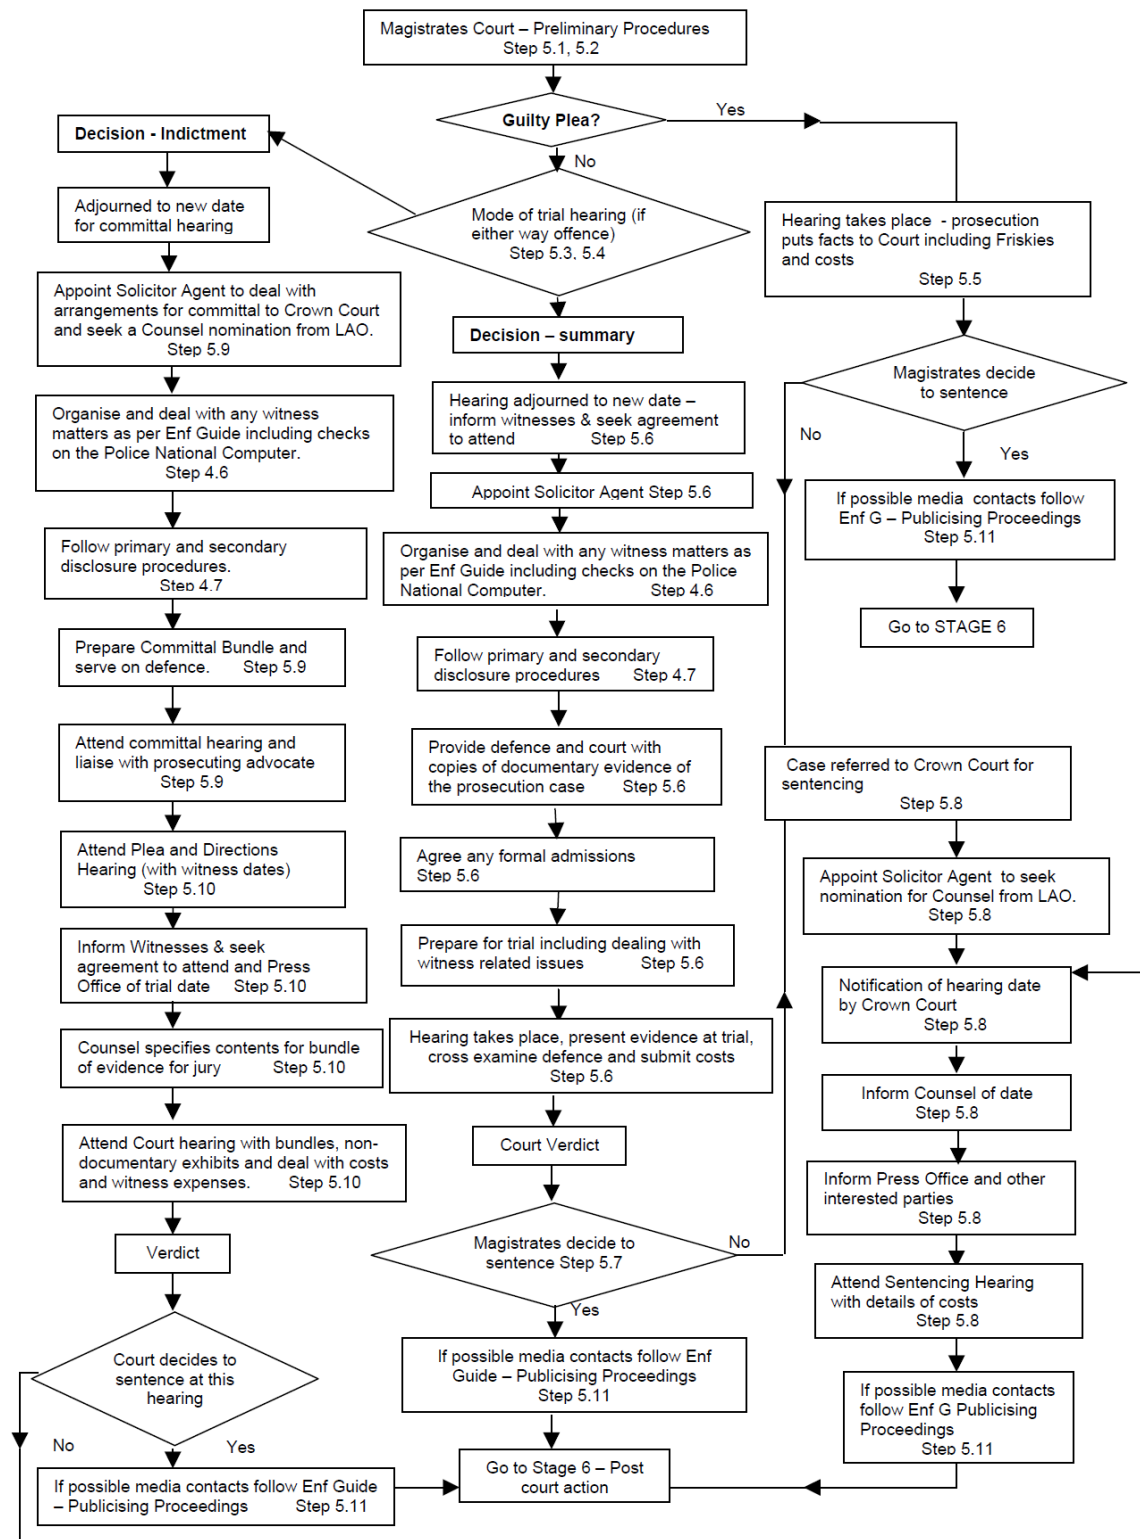 Magistrates Court – Preliminary Procedures
Step 5.1, 5.2
Guilty Plea?
Yes
No
Decision - Indictment
Adjourned to new date
for committal hearing
Mode of trial hearing (if
either way offence)
Step 5.3, 5.4
Hearing takes place - prosecution
puts facts to Court including Friskies
and costs
Step 5.5
Appoint Solicitor Agent to deal with
arrangements for committal to Crown Court
and seek a Counsel nomination from LAO.
Step 5.9
Decision – summary
Magistrates decide
to sentence
No
Yes
Hearing adjourned to new date –
inform witnesses & seek agreement
to attend Step 5.6
Organise and deal with any witness
matters as per Enf Guide including checks
on the Police National Computer.
Step 4.6
Appoint Solicitor Agent Step 5.6
If possible media contacts follow
Enf G – Publicising Proceedings
Step 5.11
Organise and deal with any witness matters as
per Enf Guide including checks on the Police
National Computer. Step 4.6
Follow primary and secondary
disclosure procedures.
Step 4.7
Go to STAGE 6
Prepare Committal Bundle and
serve on defence. Step 5.9
Follow primary and secondary
disclosure procedures Step 4.7
Attend committal hearing and
liaise with prosecuting advocate
Step 5.9
Provide defence and court with
copies of documentary evidence of
the prosecution case Step 5.6
Case referred to Crown Court for
sentencing
Step 5.8
Attend Plea and Directions
Hearing (with witness dates)
Step 5.10
Agree any formal admissions
Step 5.6
Appoint Solicitor Agent to seek
nomination for Counsel from LAO.
Step 5.8
Inform Witnesses & seek
agreement to attend and Press
Office of trial date Step 5.10
Prepare for trial including dealing with
witness related issues Step 5.6
Notification of hearing date
by Crown Court
Step 5.8
Counsel specifies contents for bundle
of evidence for jury Step 5.10
Hearing takes place, present evidence at trial,
cross examine defence and submit costs
Step 5.6
Inform Counsel of date
Step 5.8
Attend Court hearing with bundles, non-
documentary exhibits and deal with costs
and witness expenses. Step 5.10
Court Verdict
Inform Press Office and other
interested parties
Step 5.8
Verdict
Magistrates decide to
sentence Step 5.7
No
Yes
Attend Sentencing Hearing
with details of costs
Step 5.8
Court decides to
sentence at this
hearing
No
Yes
If possible media contacts follow Enf
Guide – Publicising Proceedings
Step 5.11
If possible media contacts
follow Enf G Publicising
Proceedings
Step 5.11
If possible media contacts follow Enf Guide
– Publicising Proceedings Step 5.11
Go to Stage 6 – Post
court action